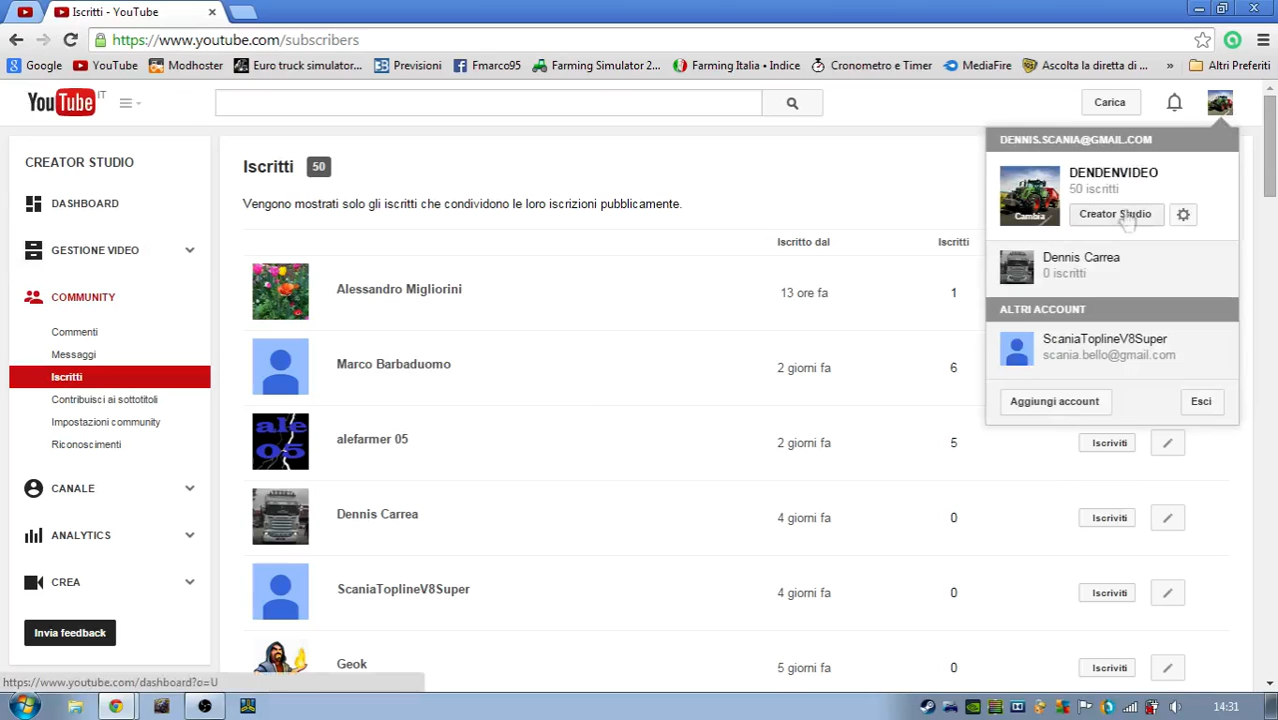 Iscritti - YouTube
https://www.youtube.com/subscribers
Google YouTube Modhoster Euro truck simulator... Previsioni Fmarco95 Farming Simulator 2... Farming Italia • Indice Cronometro e Timer MediaFire Ascolta la diretta di ... » Altri Preferiti
YouTube IT
Carica
CREATOR STUDIO
DASHBOARD
GESTIONE VIDEO
COMMUNITY
Commenti
Messaggi
Iscritti
Contribuisci ai sottotitoli
Impostazioni community
Riconoscimenti
CANALE
ANALYTICS
CREA
Invia feedback
Iscritti 50
Vengono mostrati solo gli iscritti che condividono le loro iscrizioni pubblicamente.
Iscritto dal Iscritti
Alessandro Migliorini 13 ore fa 1
Marco Barbaduomo 2 giorni fa 6
ale 05
alefarmer 05 2 giorni fa 5 Iscriviti
Dennis Carrea 4 giorni fa 0 Iscriviti
ScaniaToplineV8Super 4 giorni fa 0 Iscriviti
Geok 5 giorni fa 0 Iscriviti
DENNIS.SCANIA@GMAIL.COM
DENDENVIDEO
50 iscritti
Cambia
Creator Studio
Dennis Carrea
0 iscritti
ALTRI ACCOUNT
ScaniaToplineV8Super
scania.bello@gmail.com
Aggiungi account Esci
https://www.youtube.com/dashboard?o=U
14:31